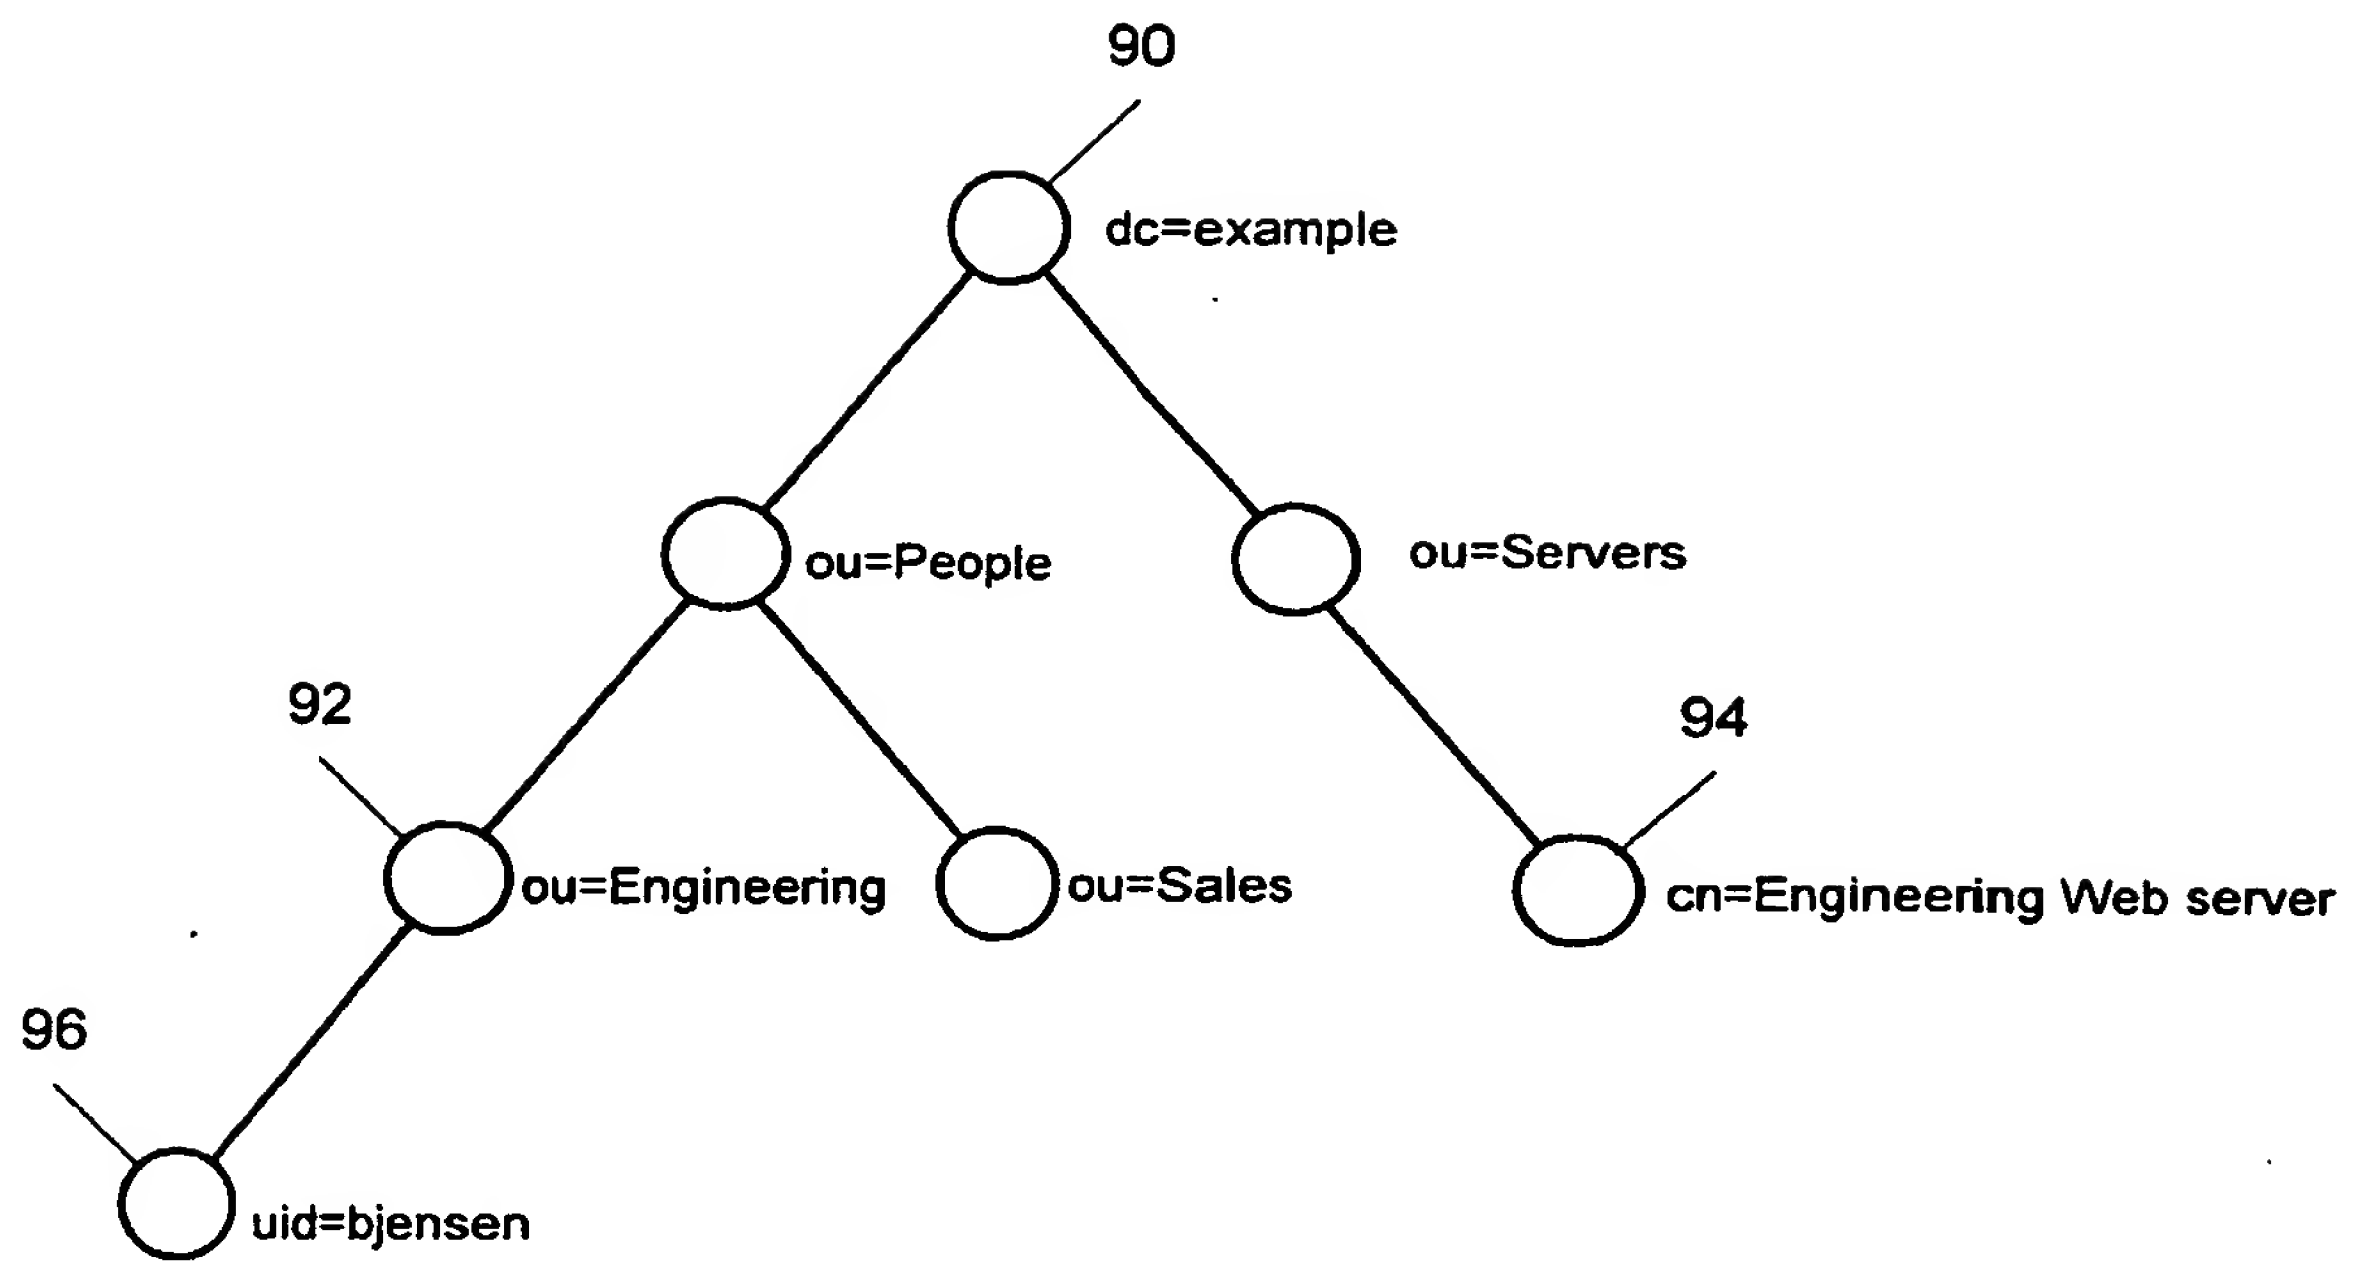 90
dc=example
ou=People
ou=Servers
92
94
ou=Engineering
ou=Sales
cn=Engineering Web server
96
uid=bjensen